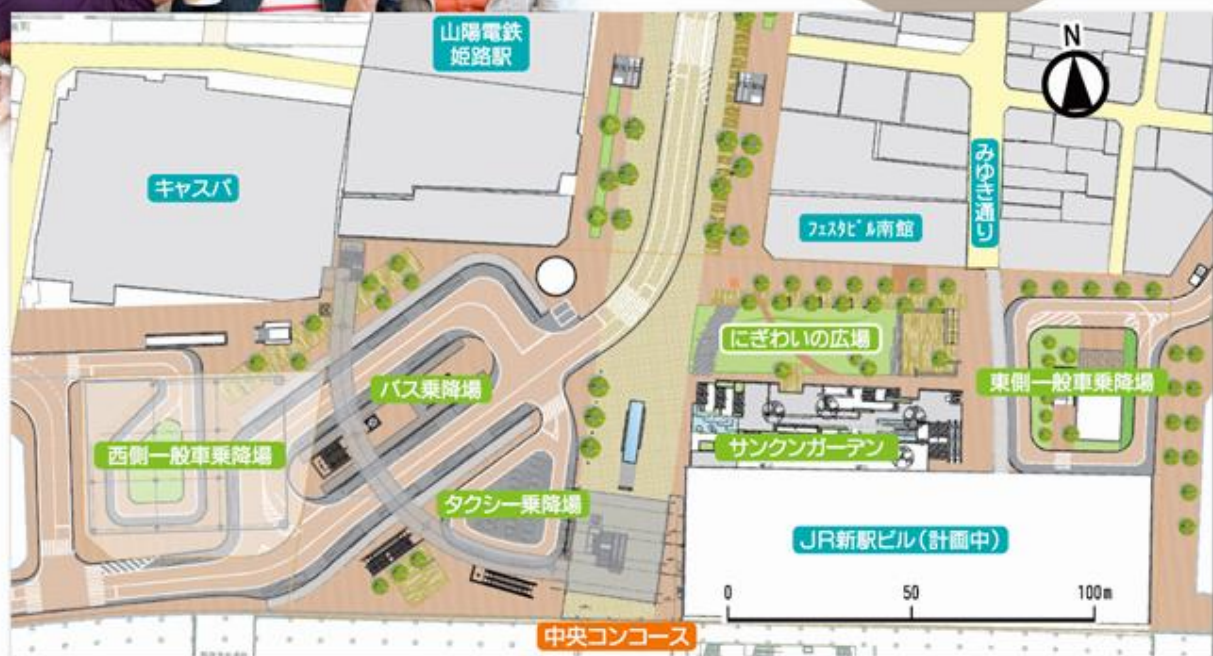 山陽電鉄
姫路駅
N
キャスパ
みゆき通り
フェスタビル南館
にぎわいの広場
バス乗降場
東側一般車乗降場
西側一般車乗降場
サンクンガーデン
タクシー乗降場
JR新駅ビル(計画中)
0 50 100m
中央コンコース